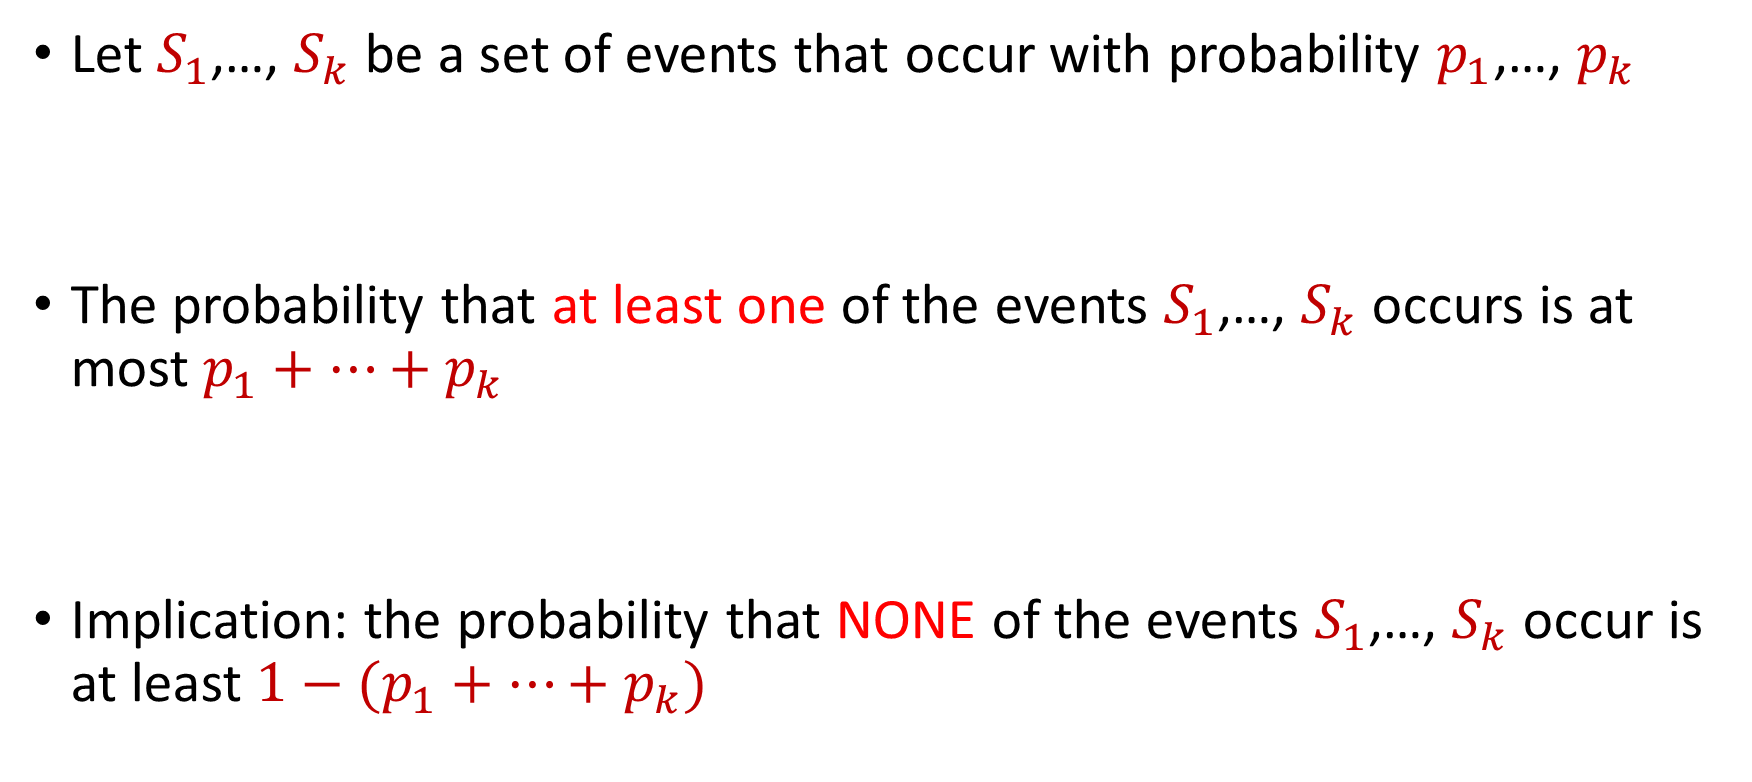 • Let S₁,…, Sₖ be a set of events that occur with probability p₁,…, pₖ
• The probability that at least one of the events S₁,…, Sₖ occurs is at
most p₁ + ⋯ + pₖ
• Implication: the probability that NONE of the events S₁,…, Sₖ occur is
at least 1 − (p₁ + ⋯ + pₖ)